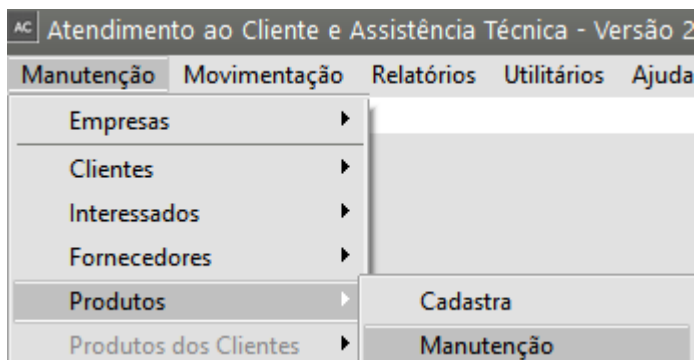 AC Atendimento ao Cliente e Assistência Técnica - Versão 2
Manutenção Movimentação Relatórios Utilitários Ajuda
Empresas
Clientes
Interessados
Fornecedores
Produtos
Cadastra
Produtos dos Clientes
Manutenção